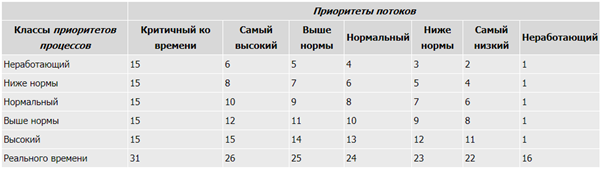 Приоритеты потоков
Классы приоритетов процессов Критичный ко времени Самый высокий Выше нормы Нормальный Ниже нормы Самый низкий Неработающий
Неработающий 15 6 5 4 3 2 1
Ниже нормы 15 8 7 6 5 4 1
Нормальный 15 10 9 8 7 6 1
Выше нормы 15 12 11 10 9 8 1
Высокий 15 15 14 13 12 11 1
Реального времени 31 26 25 24 23 22 16